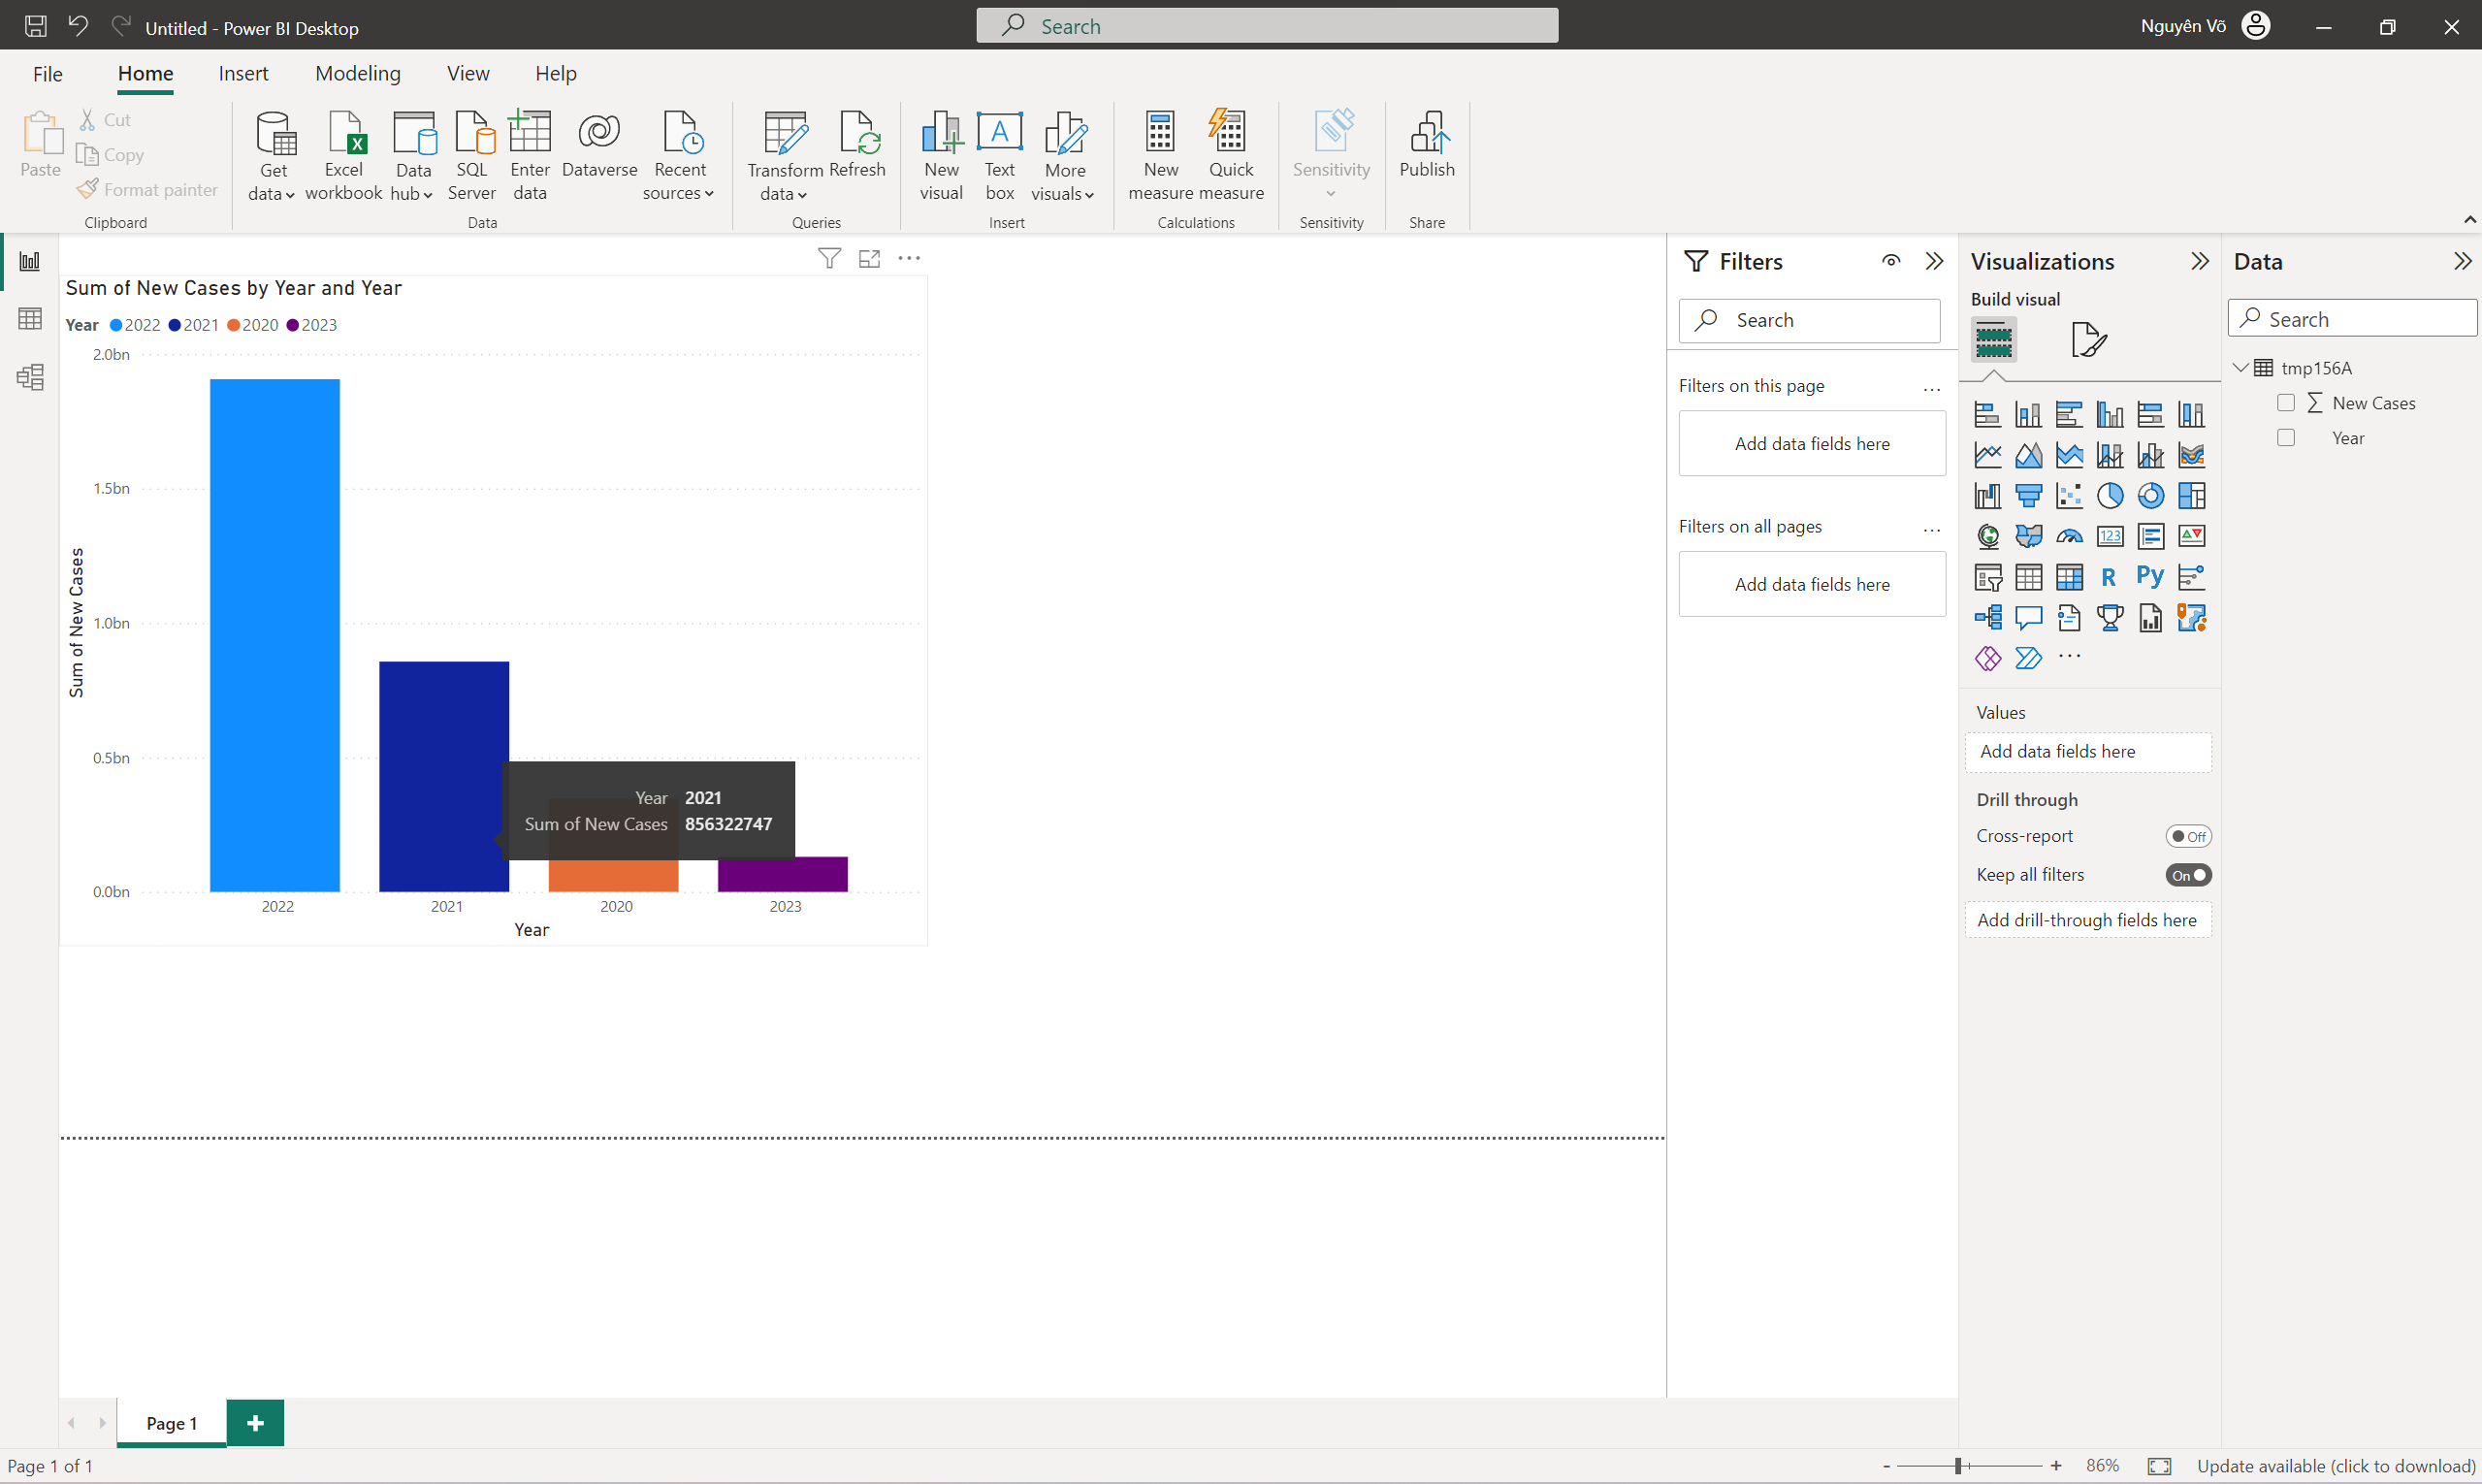 Untitled - Power BI Desktop
Search
Nguyên Võ
File Home Insert Modeling View Help
Paste
Cut
Copy
Format painter
Clipboard
Get data
Excel workbook
Data hub
SQL Server
Enter data
Dataverse
Recent sources
Data
Transform data
Refresh
Queries
New visual
Text box
More visuals
Insert
New measure
Quick measure
Calculations
Sensitivity
Sensitivity
Publish
Share
Sum of New Cases by Year and Year
Year 2022 2021 2020 2023
2.0bn
1.5bn
1.0bn
0.5bn
0.0bn
Sum of New Cases
Year 2021
Sum of New Cases 856322747
2022 2021 2020 2023
Year
Filters
Search
Filters on this page ...
Add data fields here
Filters on all pages ...
Add data fields here
Visualizations
Build visual
123
R
Py
Values
Add data fields here
Drill through
Cross-report Off
Keep all filters On
Add drill-through fields here
Data
Search
tmp156A
∑ New Cases
Year
Page 1
Page 1 of 1
- + 86%
Update available (click to download)